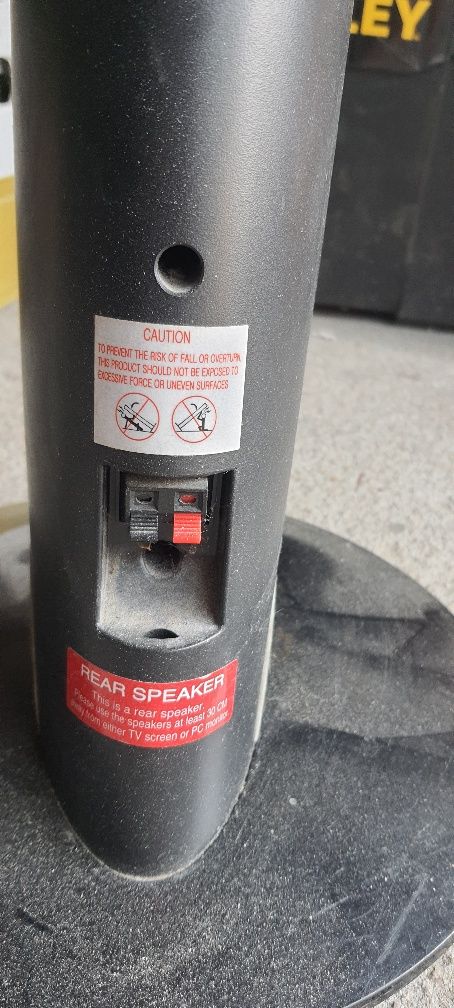 LEY
CAUTION
TO PREVENT THE RISK OF FALL OR OVERTURN,
THIS PRODUCT SHOULD NOT BE EXPOSED TO
EXCESSIVE FORCE OR UNEVEN SURFACES
REAR SPEAKER
This is a rear speaker.
Please use the speakers at least 30 CM
away from either TV screen or PC monitor.